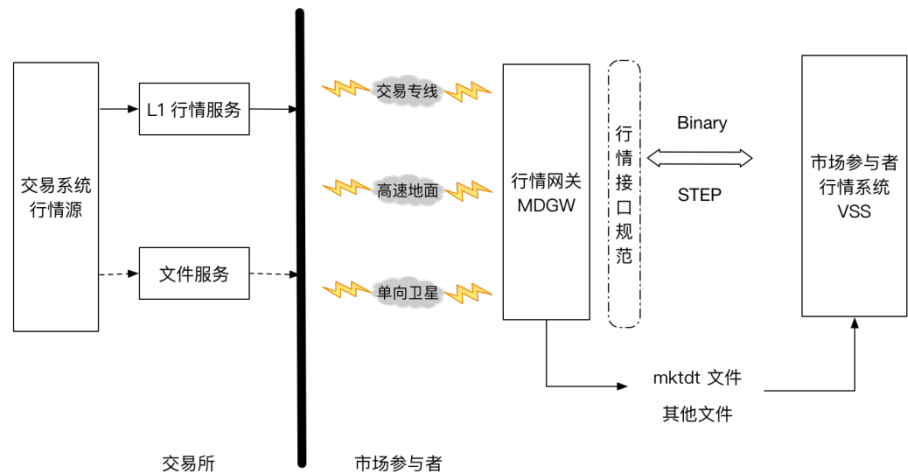 交易系统
行情源
L1 行情服务
文件服务
交易专线
高速地面
单向卫星
行情网关
MDGW
行情接口规范
Binary
STEP
市场参与者
行情系统
VSS
mktdt 文件
其他文件
交易所
市场参与者